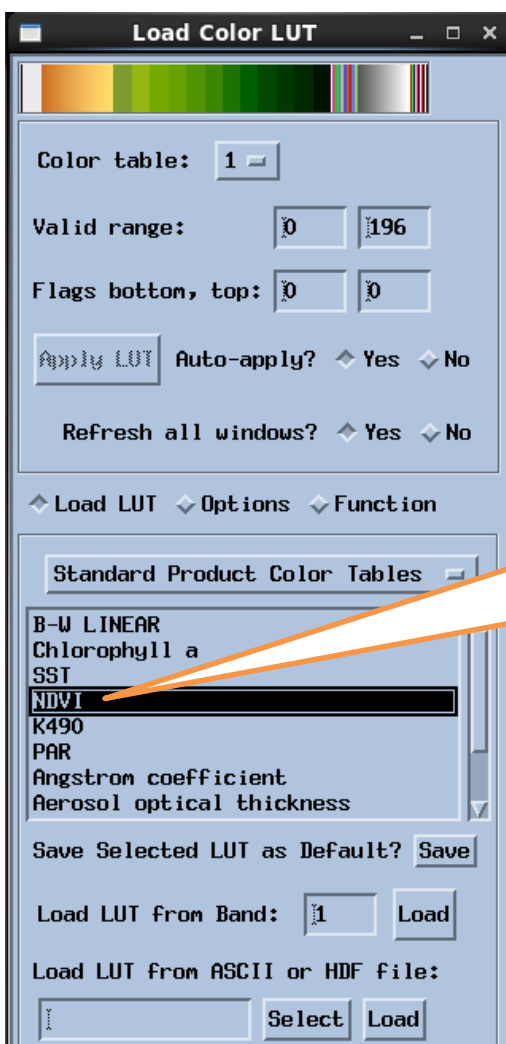 Load Color LUT
Color table: 1
Valid range: 0 196
Flags bottom, top: 0 0
Apply LUT Auto-apply? Yes No
Refresh all windows? Yes No
Load LUT Options Function
Standard Product Color Tables
B-W LINEAR
Chlorophyll a
SST
NDVI
K490
PAR
Angstrom coefficient
Aerosol optical thickness
Save Selected LUT as Default? Save
Load LUT from Band: 1 Load
Load LUT from ASCII or HDF file:
Select Load